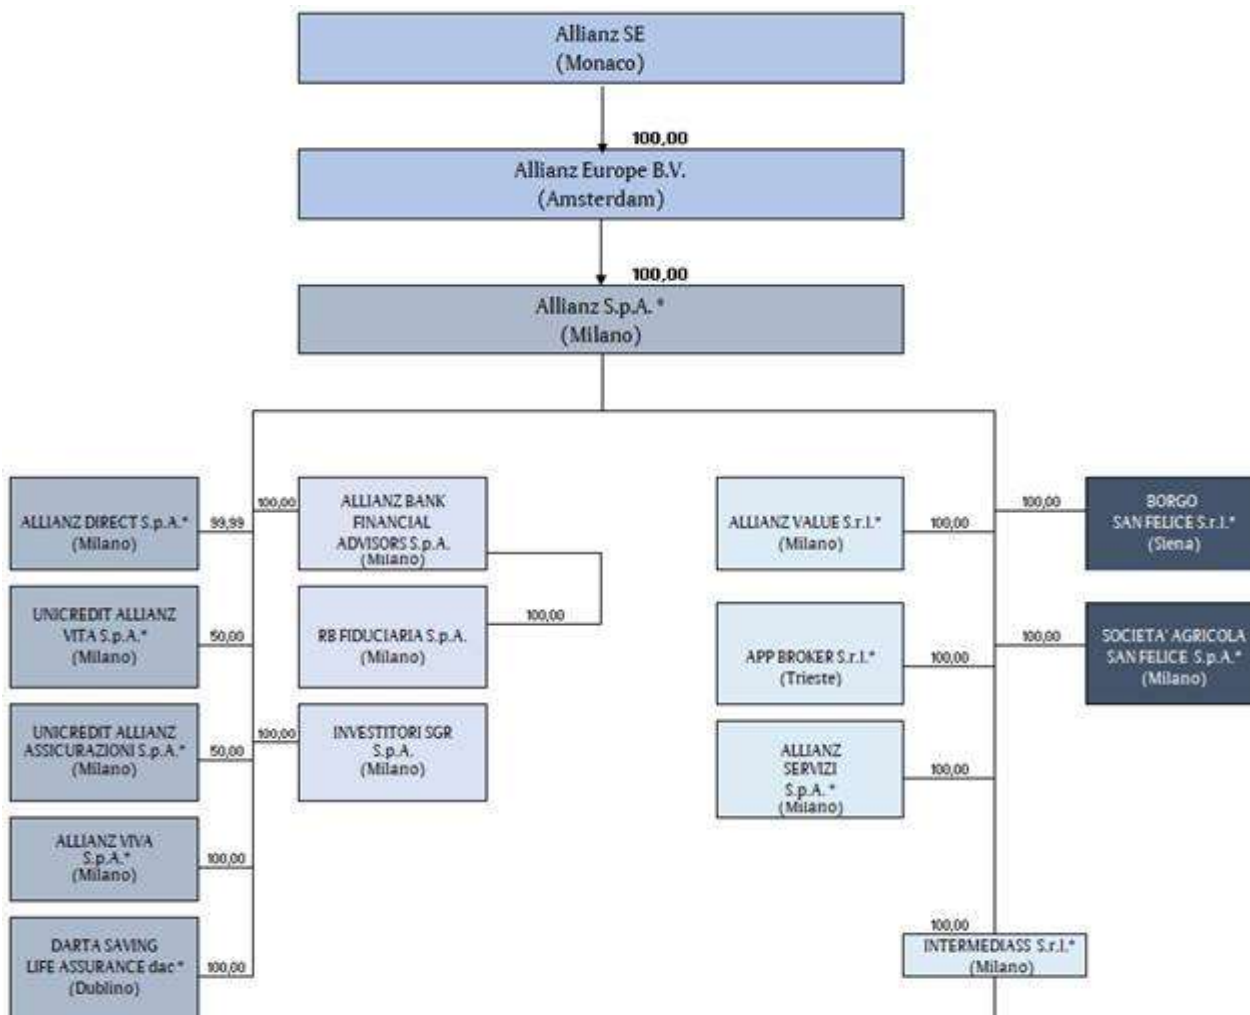 Allianz SE
(Monaco)
100,00
Allianz Europe B.V.
(Amsterdam)
100,00
Allianz S.p.A. *
(Milano)
ALLIANZ DIRECT S.p.A.*
(Milano)
99,99
100,00
ALLIANZ BANK
FINANCIAL
ADVISORS S.p.A.
(Milano)
ALLIANZ VALUE S.r.l.*
(Milano)
100,00
100,00
BORGO
SAN FELICE S.r.l.*
(Siena)
UNICREDIT ALLIANZ
VITA S.p.A.*
(Milano)
50,00
RB FIDUCIARIA S.p.A.
(Milano)
100,00
APP BROKER S.r.l.*
(Trieste)
100,00
100,00
SOCIETA' AGRICOLA
SAN FELICE S.p.A.*
(Milano)
UNICREDIT ALLIANZ
ASSICURAZIONI S.p.A.*
(Milano)
50,00
100,00
INVESTITORI SGR
S.p.A.
(Milano)
ALLIANZ
SERVIZI
S.p.A. *
(Milano)
100,00
ALLIANZ VIVA
S.p.A.*
(Milano)
100,00
DARTA SAVING
LIFE ASSURANCE dac*
(Dublino)
100,00
100,00
INTERMEDIASS S.r.l.*
(Milano)